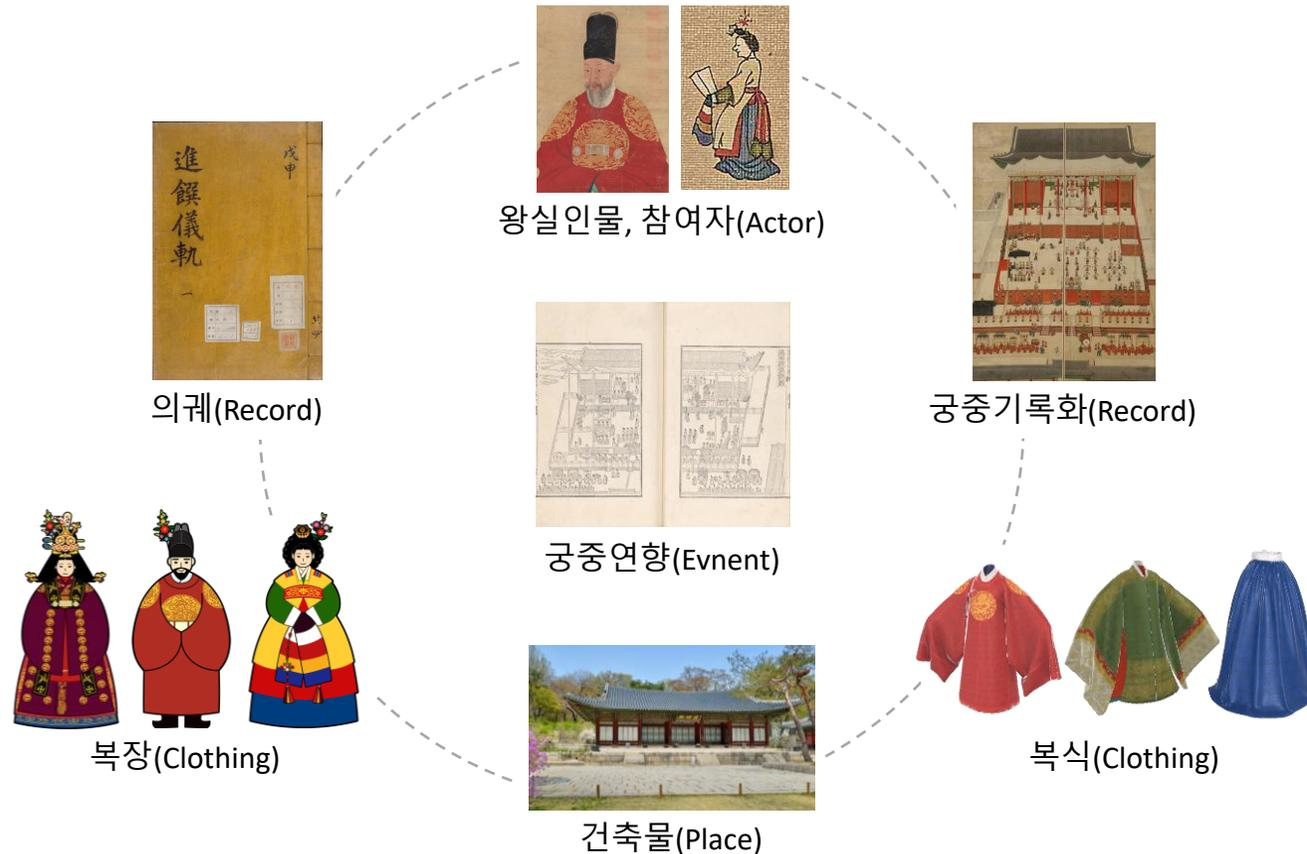 왕실인물, 참여자(Actor)
進饌儀軌 一
戊申
의궤(Record)
궁중기록화(Record)
궁중연향(Evnent)
복장(Clothing)
복식(Clothing)
건축물(Place)